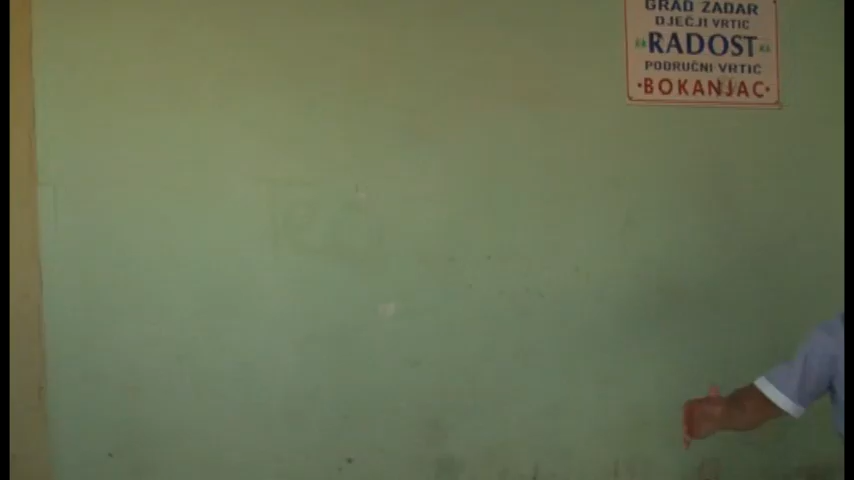 GRAD ZADAR
DJEČJI VRTIĆ
RADOST
PODRUČNI VRTIĆ
·BOKANJAC·